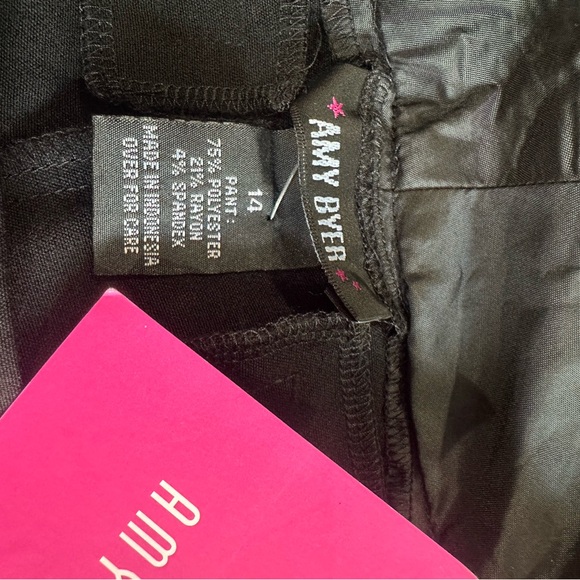 AMY BYER
14
PANT:
75% POLYESTER
21% RAYON
4% SPANDEX
MADE IN INDONESIA
OVER FOR CARE
AMY